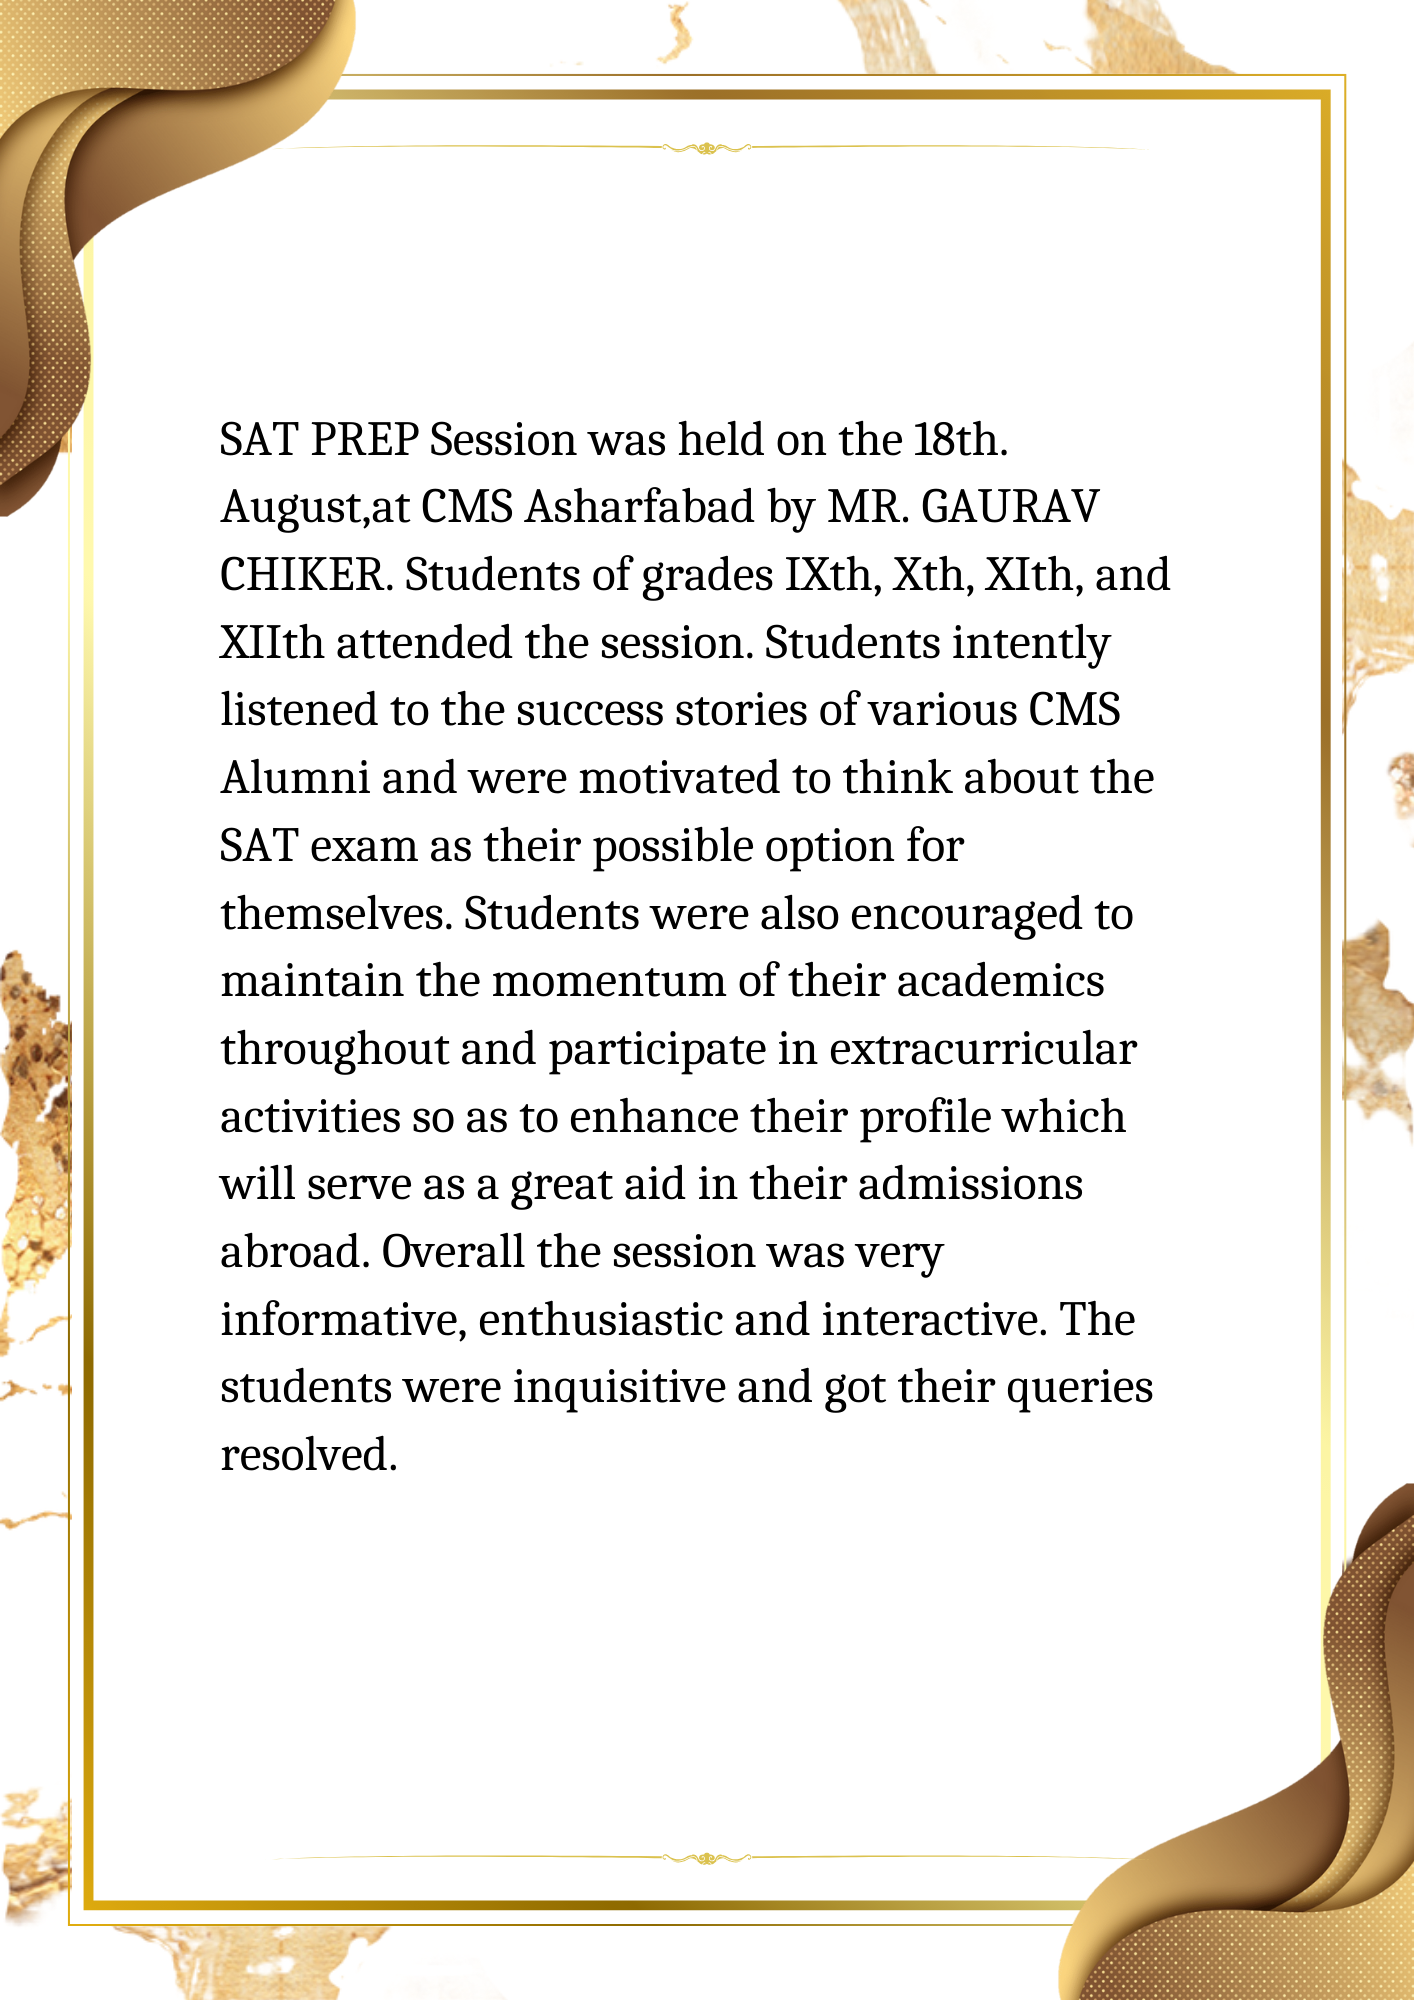 SAT PREP Session was held on the 18th.
August,at CMS Asharfabad by MR. GAURAV
CHIKER. Students of grades IXth, Xth, XIth, and
XIIth attended the session. Students intently
listened to the success stories of various CMS
Alumni and were motivated to think about the
SAT exam as their possible option for
themselves. Students were also encouraged to
maintain the momentum of their academics
throughout and participate in extracurricular
activities so as to enhance their profile which
will serve as a great aid in their admissions
abroad. Overall the session was very
informative, enthusiastic and interactive. The
students were inquisitive and got their queries
resolved.